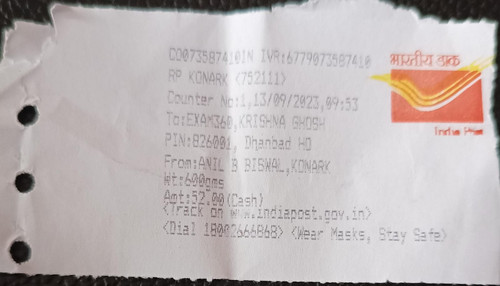 CO073587410IN IVR:6779073587410
RP KONARK <752111>
Counter No:1,13/09/2023,09:53
To:EXAM360,KRISHNA GHOSH
PIN:826001, Dhanbad HO
From:ANIL B BISWAL,KONARK
Wt:600gms
Amt:52.00(Cash)
<Track on www.indiapost.gov.in>
<Dial 18002666868> <Wear Masks, Stay Safe>
भारतीय डाक
India Post